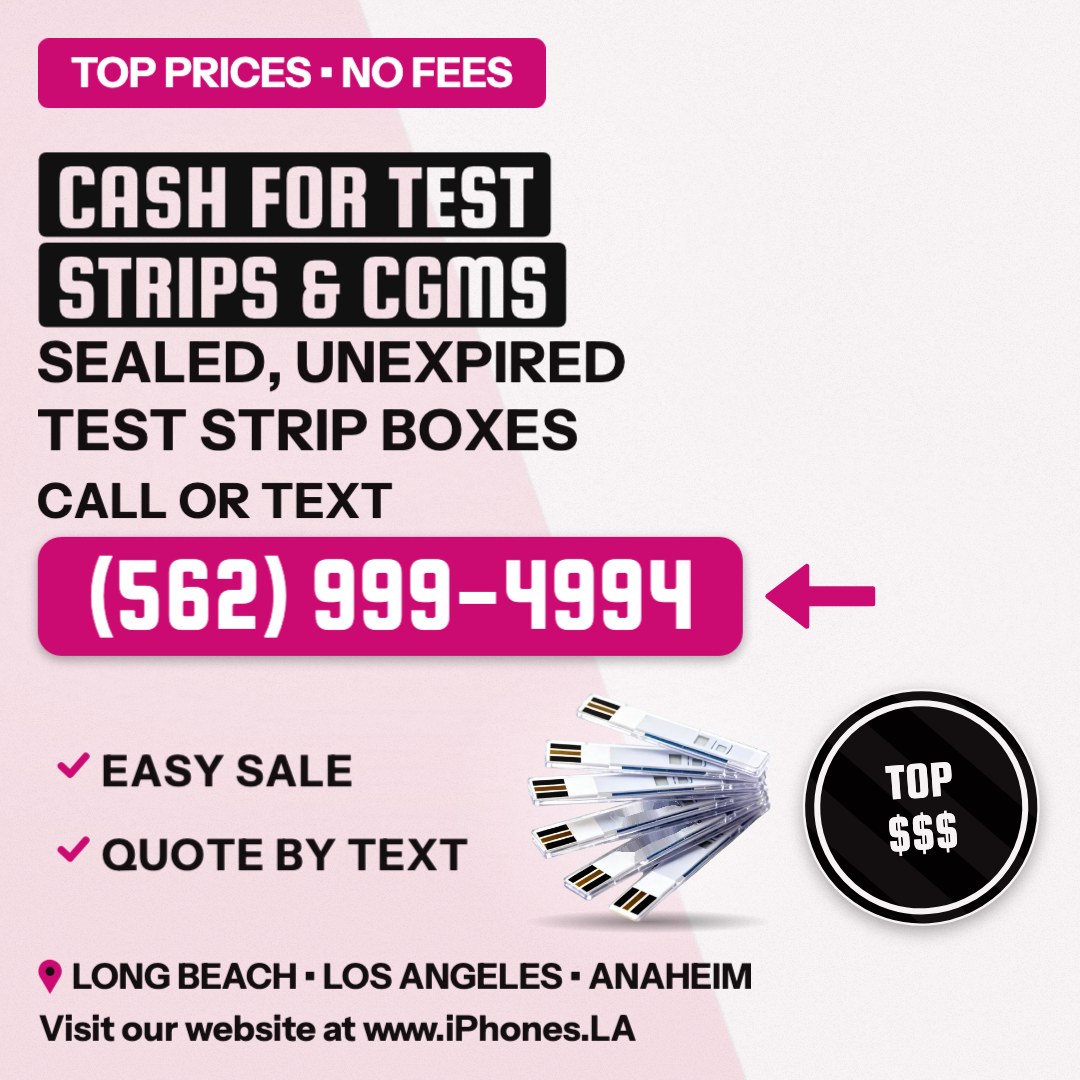 TOP PRICES ▪ NO FEES
CASH FOR TEST
STRIPS & CGMS
SEALED, UNEXPIRED
TEST STRIP BOXES
CALL OR TEXT
(562) 999-4994
EASY SALE
QUOTE BY TEXT
TOP
$$$
LONG BEACH ▪ LOS ANGELES ▪ ANAHEIM
Visit our website at www.iPhones.LA